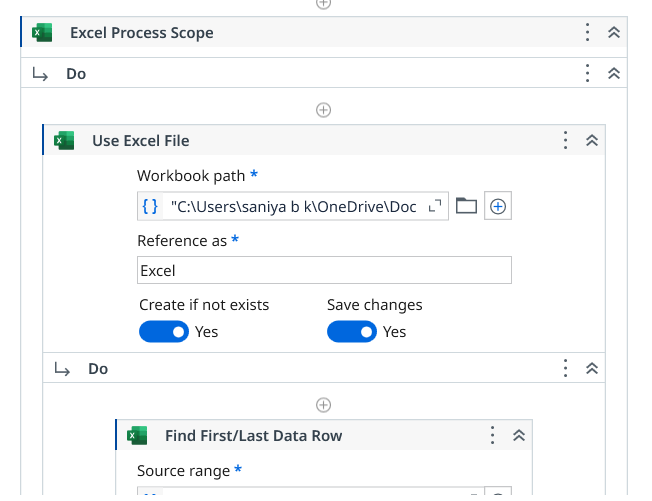 Excel Process Scope
Do
Use Excel File
Workbook path *
{ } "C:\Users\saniya b k\OneDrive\Doc
Reference as *
Excel
Create if not exists Save changes
Yes Yes
Do
Find First/Last Data Row
Source range *